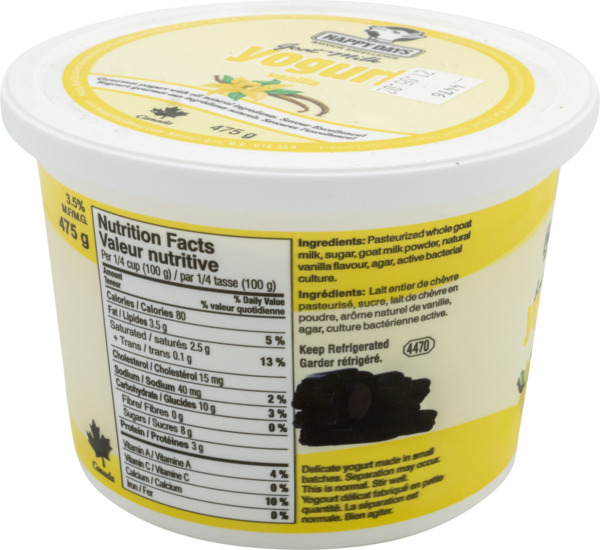 HAPPY DAYS
Goat Milk
yogurt
21 05 02
4476
Canada
475 g
3.5%
M.F./M.G.
475 g
Nutrition Facts
Valeur nutritive
Per 1/4 cup (100 g) / par 1/4 tasse (100 g)
Amount
Teneur
% Daily Value
% valeur quotidienne
Calories / Calories 80
Fat / Lipides 3.5 g 5 %
Saturated / saturés 2.5 g
+ Trans / trans 0.1 g 13 %
Cholesterol / Cholestérol 15 mg
Sodium / Sodium 40 mg 2 %
Carbohydrate / Glucides 10 g 3 %
Fibre/ Fibres 0 g 0 %
Sugars / Sucres 8 g
Protein / Protéines 3 g
Vitamin A / Vitamine A 4 %
Vitamin C / Vitamine C 0 %
Calcium / Calcium 10 %
Iron / Fer 0 %
Canada
Ingredients: Pasteurized whole goat
milk, sugar, goat milk powder, natural
vanilla flavour, agar, active bacterial
culture.
Ingrédients: Lait entier de chèvre
pasteurisé, sucre, lait de chèvre en
poudre, arôme naturel de vanille,
agar, culture bactérienne active.
Keep Refrigerated
Garder réfrigéré.
4470
Delicate yogurt made in small
batches. Separation may occur.
This is normal. Stir well.
Yogourt délicat fabriqué en petite
quantité. La séparation est
normale. Bien agiter.